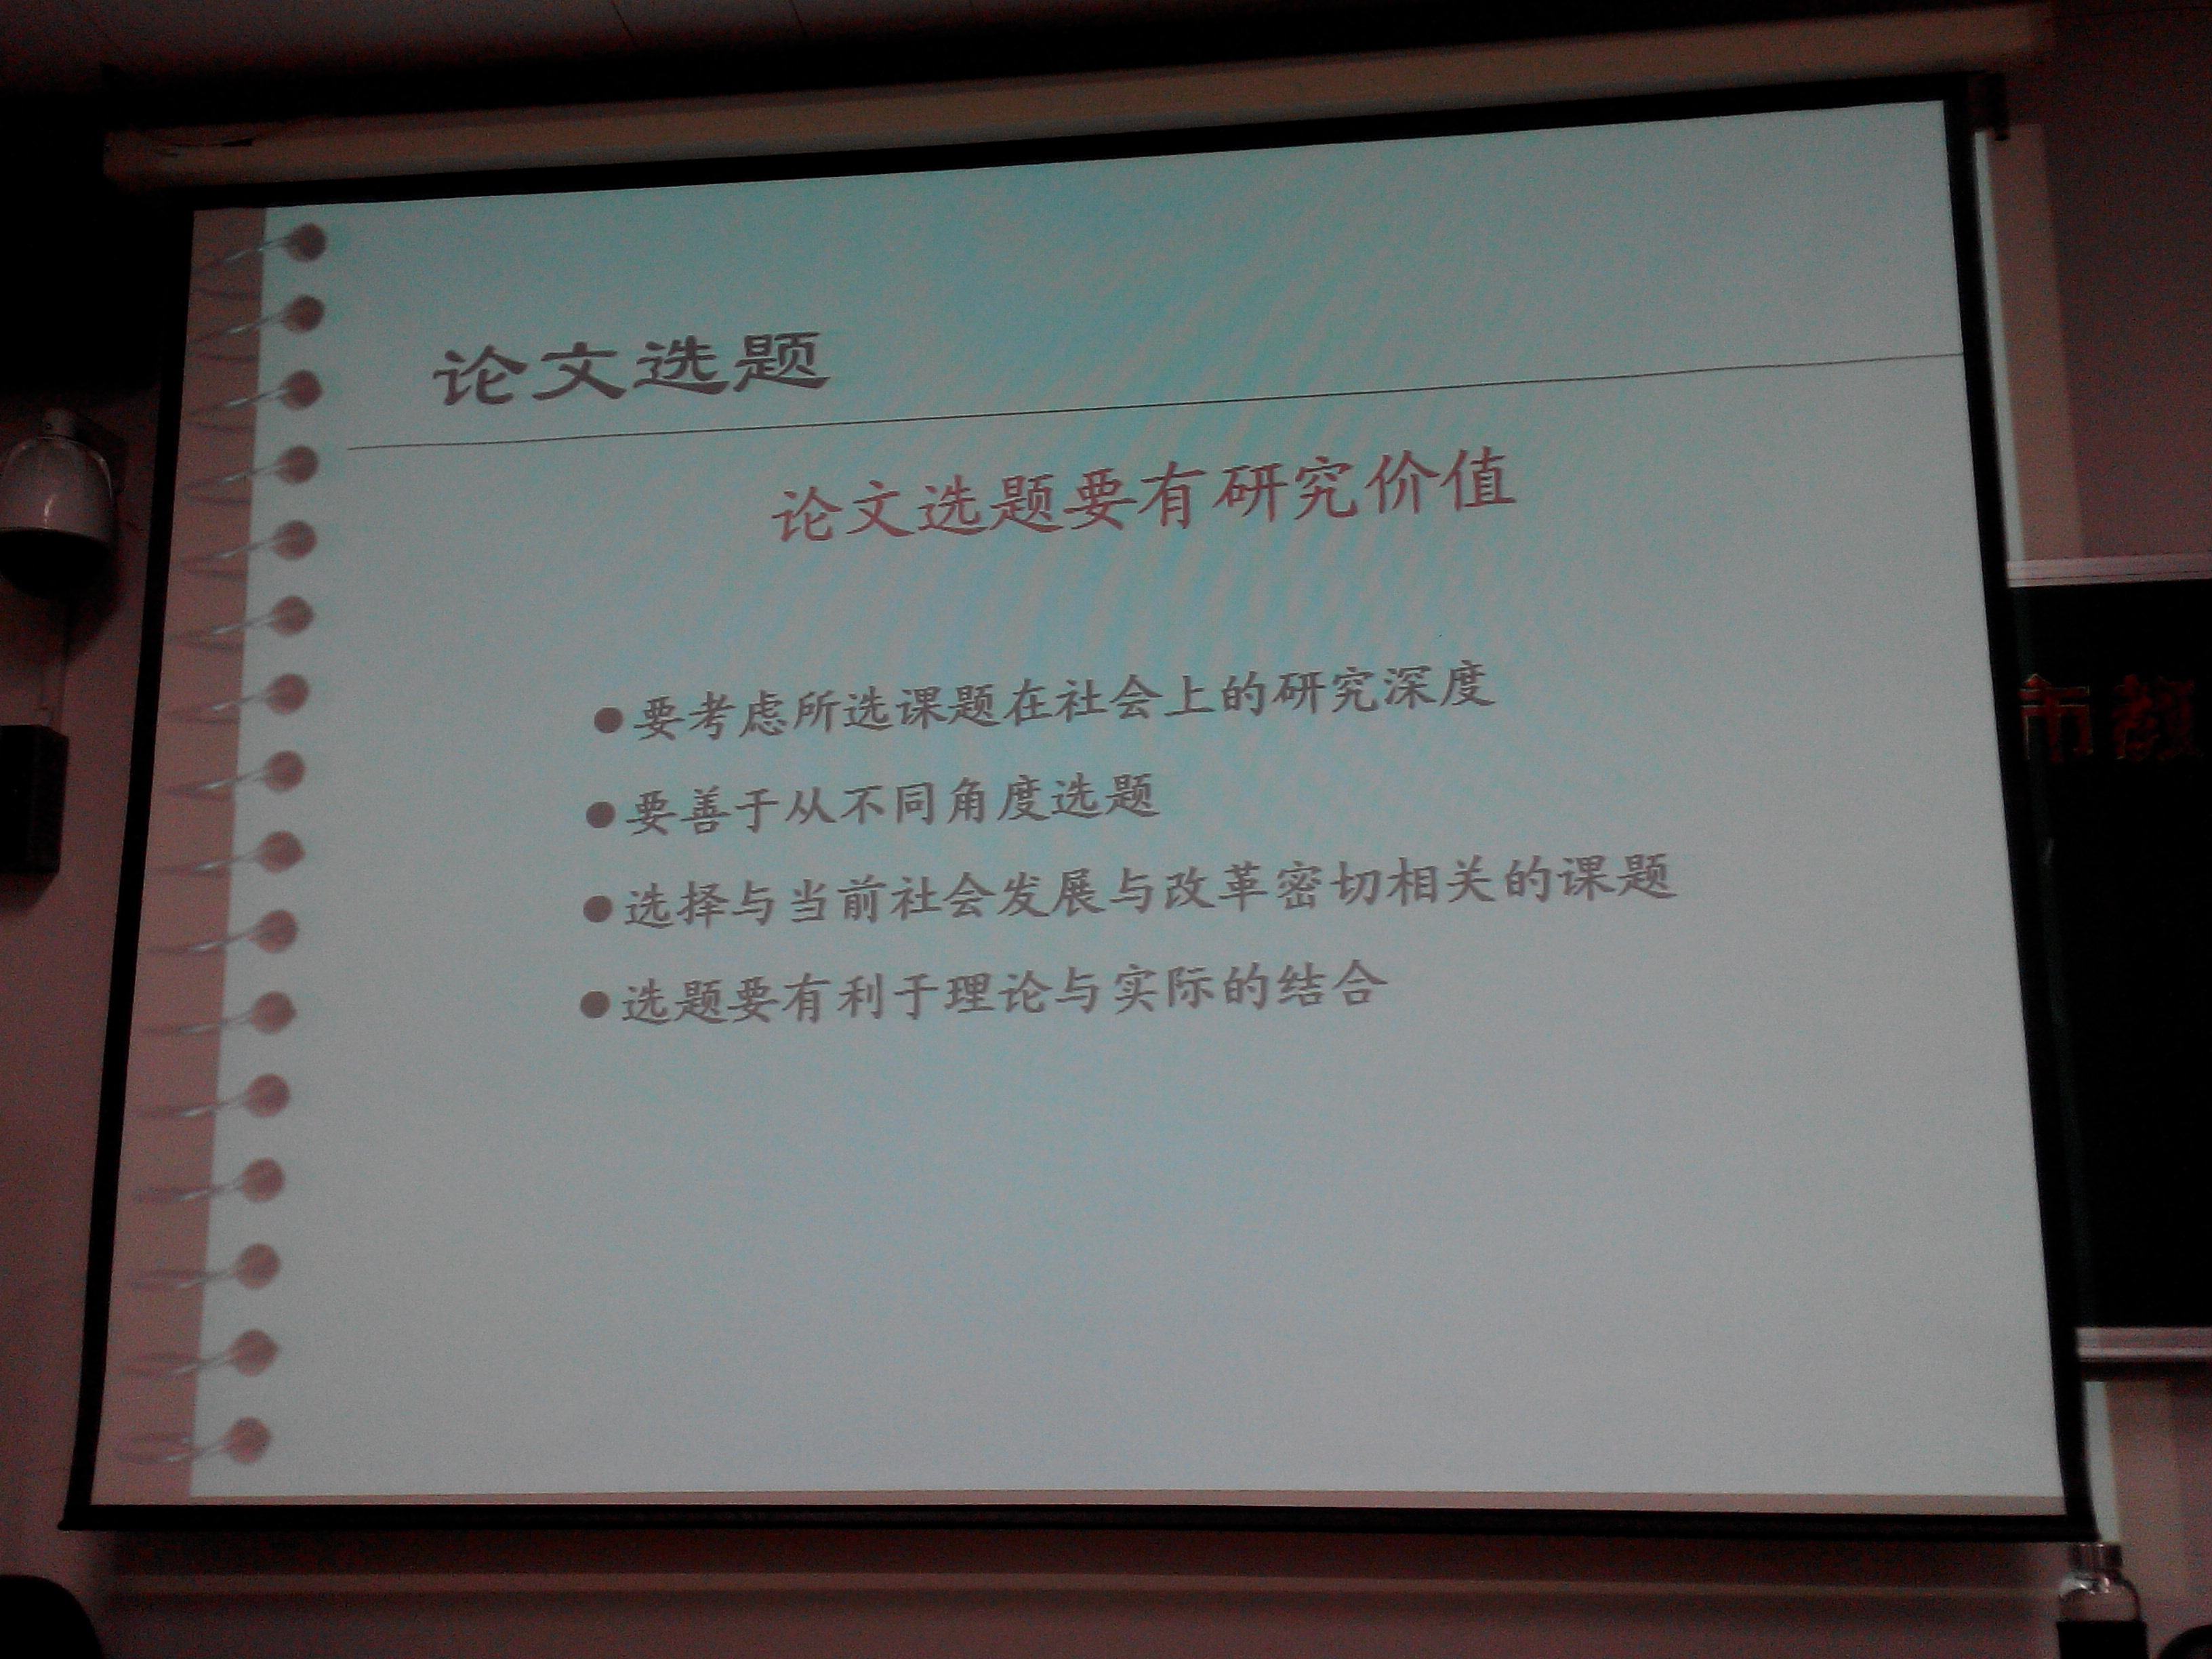 论文选题
论文选题要有研究价值
●要考虑所选课题在社会上的研究深度
●要善于从不同角度选题
●选择与当前社会发展与改革密切相关的课题
●选题要有利于理论与实际的结合
市教